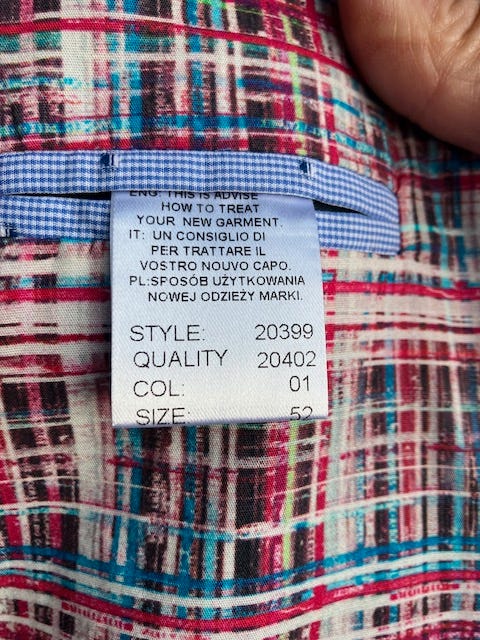 ENG: THIS IS ADVISE
HOW TO TREAT
YOUR NEW GARMENT.
IT: UN CONSIGLIO DI
PER TRATTARE IL
VOSTRO NOUVO CAPO.
PL:SPOSÓB UŻYTKOWANIA
NOWEJ ODZIEŻY MARKI.
STYLE: 20399
QUALITY 20402
COL: 01
SIZE: 52